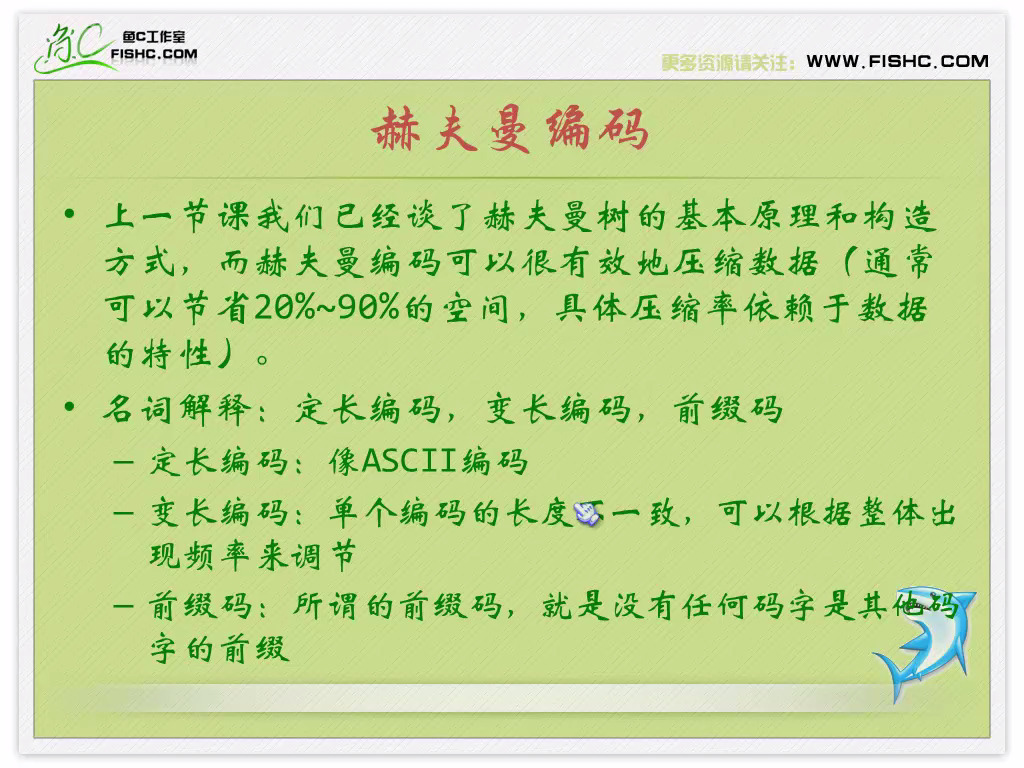 鱼C
鱼C工作室
FISHC.COM
更多资源请关注：WWW.FISHC.COM
赫夫曼编码
• 上一节课我们已经谈了赫夫曼树的基本原理和构造
方式，而赫夫曼编码可以很有效地压缩数据（通常
可以节省20%~90%的空间，具体压缩率依赖于数据
的特性）。
• 名词解释：定长编码，变长编码，前缀码
– 定长编码：像ASCII编码
– 变长编码：单个编码的长度不一致，可以根据整体出
现频率来调节
– 前缀码：所谓的前缀码，就是没有任何码字是其他码
字的前缀